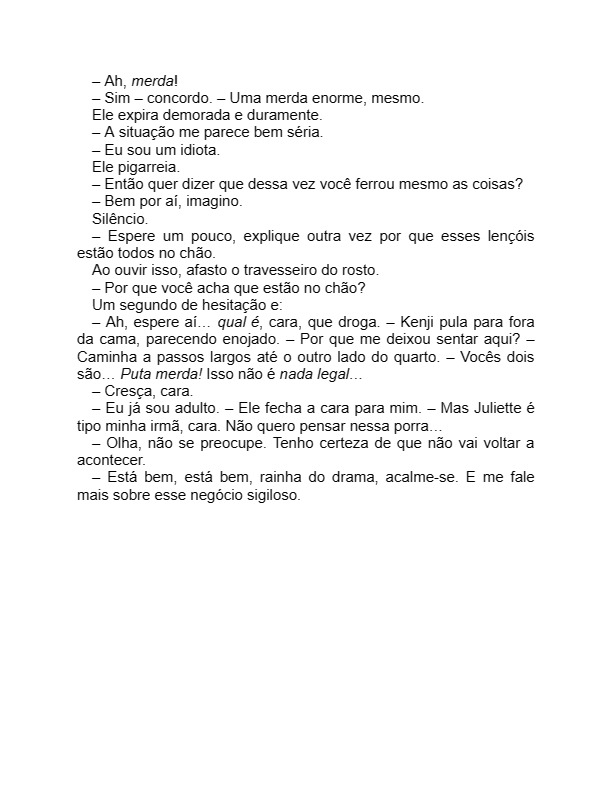 – Ah, merda!
– Sim – concordo. – Uma merda enorme, mesmo.
Ele expira demorada e duramente.
– A situação me parece bem séria.
– Eu sou um idiota.
Ele pigarreia.
– Então quer dizer que dessa vez você ferrou mesmo as coisas?
– Bem por aí, imagino.
Silêncio.
– Espere um pouco, explique outra vez por que esses lençóis
estão todos no chão.
Ao ouvir isso, afasto o travesseiro do rosto.
– Por que você acha que estão no chão?
Um segundo de hesitação e:
– Ah, espere aí… qual é, cara, que droga. – Kenji pula para fora
da cama, parecendo enojado. – Por que me deixou sentar aqui? –
Caminha a passos largos até o outro lado do quarto. – Vocês dois
são… Puta merda! Isso não é nada legal…
– Cresça, cara.
– Eu já sou adulto. – Ele fecha a cara para mim. – Mas Juliette é
tipo minha irmã, cara. Não quero pensar nessa porra…
– Olha, não se preocupe. Tenho certeza de que não vai voltar a
acontecer.
– Está bem, está bem, rainha do drama, acalme-se. E me fale
mais sobre esse negócio sigiloso.